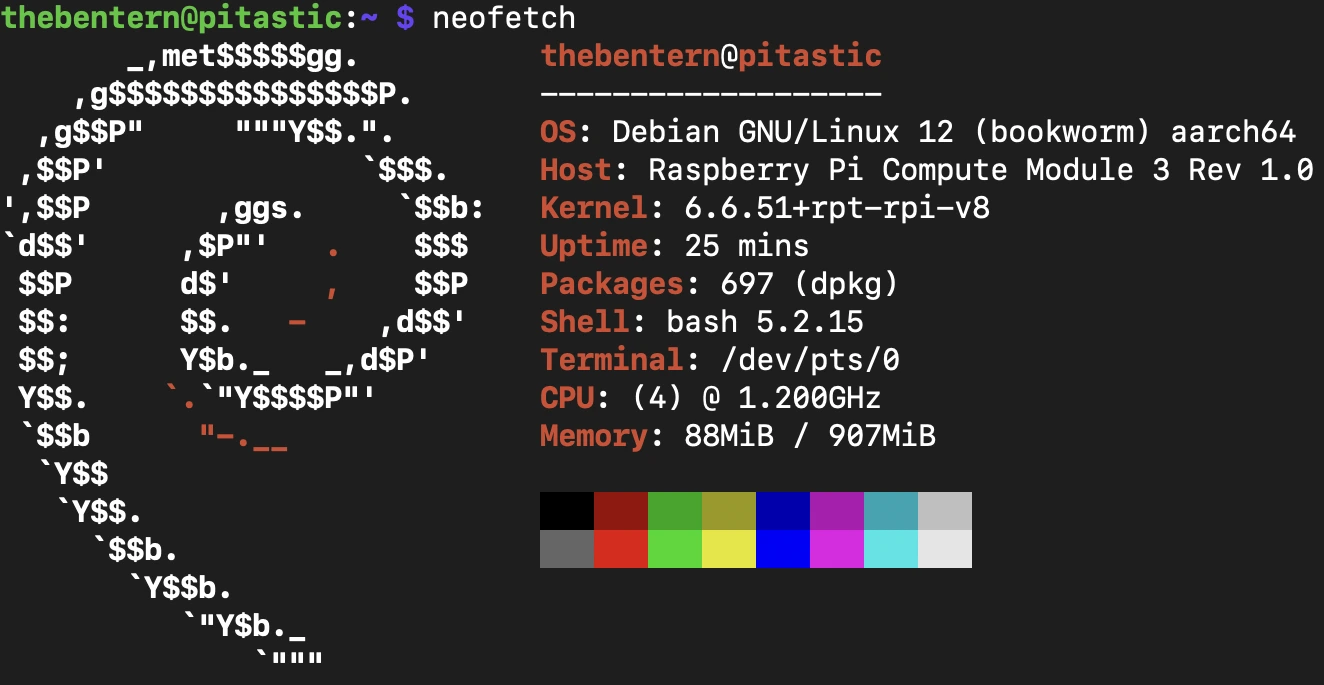 thebentern@pitastic:~ $ neofetch
       _,met$$$$$gg.          thebentern@pitastic
    ,g$$$$$$$$$$$$$$$P.       -------------------
  ,g$$P"     """Y$$.".        OS: Debian GNU/Linux 12 (bookworm) aarch64
 ,$$P'              `$$$.     Host: Raspberry Pi Compute Module 3 Rev 1.0
',$$P       ,ggs.     `$$b:   Kernel: 6.6.51+rpt-rpi-v8
`d$$'     ,$P"'   .    $$$    Uptime: 25 mins
 $$P      d$'     ,    $$P    Packages: 697 (dpkg)
 $$:      $$.   -    ,d$$'    Shell: bash 5.2.15
 $$;      Y$b._   _,d$P'      Terminal: /dev/pts/0
 Y$$.    `.`"Y$$$$P"'         CPU: (4) @ 1.200GHz
 `$$b      "-.__              Memory: 88MiB / 907MiB
  `Y$$
   `Y$$.
     `$$b.
       `Y$$b.
          `"Y$b._
              `"""